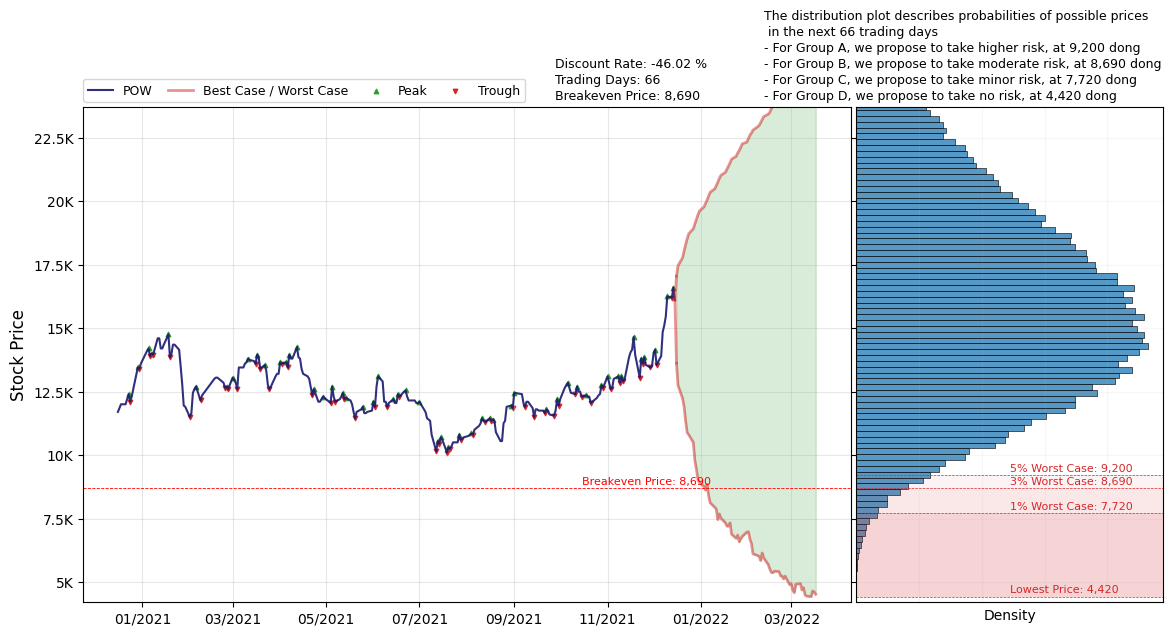 The distribution plot describes probabilities of possible prices
in the next 66 trading days
- For Group A, we propose to take higher risk, at 9,200 dong
- For Group B, we propose to take moderate risk, at 8,690 dong
- For Group C, we propose to take minor risk, at 7,720 dong
- For Group D, we propose to take no risk, at 4,420 dong
Discount Rate: -46.02 %
Trading Days: 66
Breakeven Price: 8,690
POW
Best Case / Worst Case
Peak
Trough
Stock Price
22.5K
20K
17.5K
15K
12.5K
10K
7.5K
5K
Breakeven Price: 8,690
5% Worst Case: 9,200
3% Worst Case: 8,690
1% Worst Case: 7,720
Lowest Price: 4,420
01/2021
03/2021
05/2021
07/2021
09/2021
11/2021
01/2022
03/2022
Density